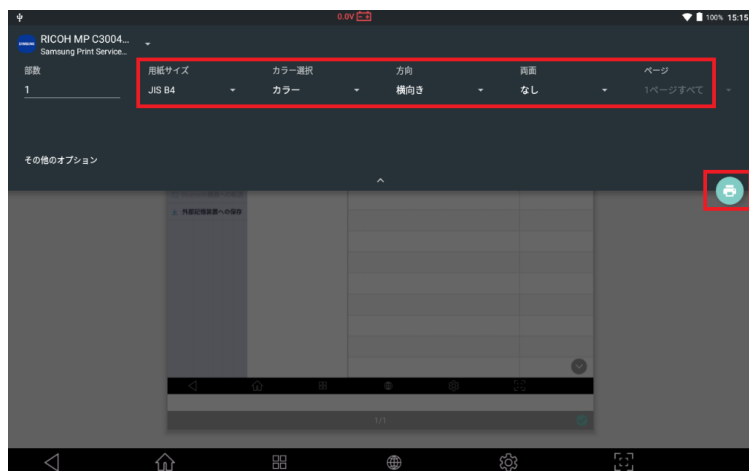 0.0V
100% 15:15
RICOH MP C3004...
Samsung Print Service...
部数
用紙サイズ
カラー選択
方向
両面
ページ
1
JIS B4
カラー
横向き
なし
1ページすべて
その他のオプション
外部記憶装置への保存
1/1